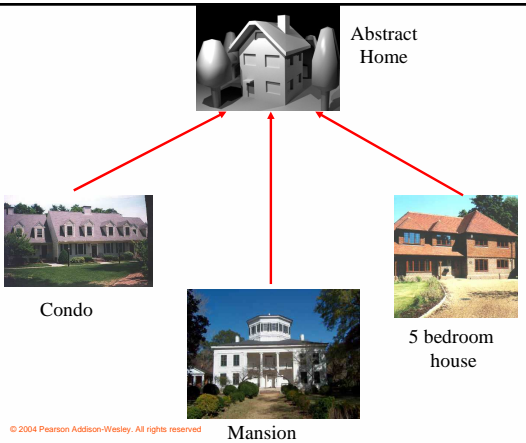 Abstract
Home
Condo
5 bedroom
house
Mansion
© 2004 Pearson Addison-Wesley. All rights reserved